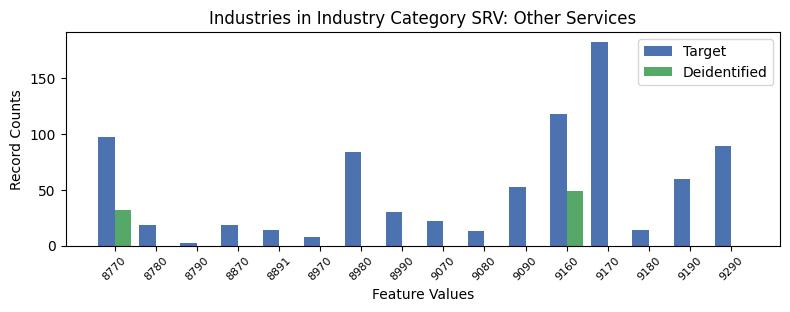 Industries in Industry Category SRV: Other Services
Target
Deidentified
Record Counts
150
100
50
0
8770 8780 8790 8870 8891 8970 8980 8990 9070 9080 9090 9160 9170 9180 9190 9290
Feature Values